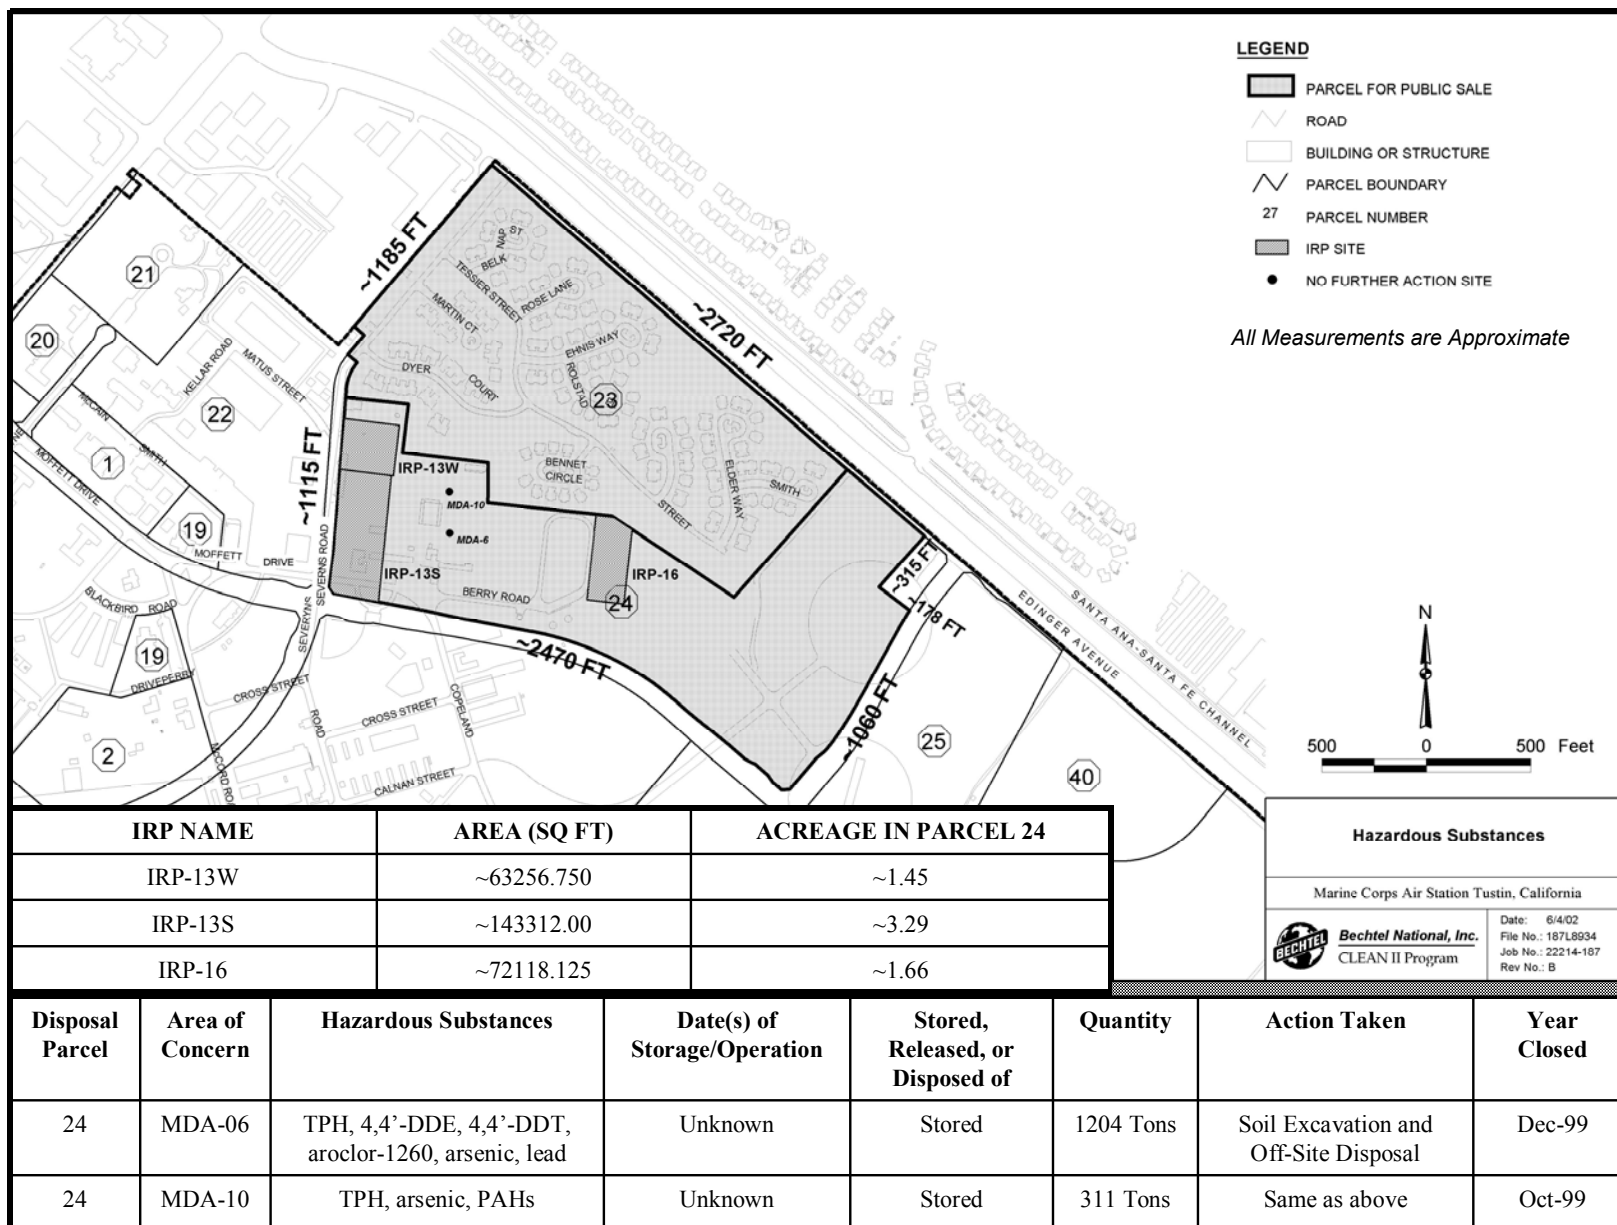 LEGEND
PARCEL FOR PUBLIC SALE
ROAD
BUILDING OR STRUCTURE
PARCEL BOUNDARY
27 PARCEL NUMBER
IRP SITE
NO FURTHER ACTION SITE
All Measurements are Approximate
~1185 FT
~2720 FT
~1115 FT
~2470 FT
~315 FT
~178 FT
~1060 FT
21
20
22
1
19
19
2
23
24
25
40
NAP
ST
BELK
TESSIER STREET
ROSE LANE
MARTIN CT
EHNIS WAY
ROLSTAD
DYER
COURT
BENNET
CIRCLE
ELDER WAY
SMITH
STREET
KELLAR ROAD
MATUS STREET
McCAIN
SMITH
MOFFETT DRIVE
MOFFETT
DRIVE
SEVERNS ROAD
SEVERYNS
ROAD
BLACKBIRD ROAD
DRIVEPERRY
CROSS STREET
CROSS STREET
COPELAND
CALNAN STREET
BERRY ROAD
IRP-13W
MDA-10
MDA-6
IRP-13S
IRP-16
EDINGER AVENUE
SANTA ANA-SANTA FE CHANNEL
N
500 0 500 Feet
IRP NAME AREA (SQ FT) ACREAGE IN PARCEL 24
IRP-13W ~63256.750 ~1.45
IRP-13S ~143312.00 ~3.29
IRP-16 ~72118.125 ~1.66
Hazardous Substances
Marine Corps Air Station Tustin, California
BECHTEL
Bechtel National, Inc.
CLEAN II Program
Date: 6/4/02
File No.: 187L8934
Job No.: 22214-187
Rev No.: B
Disposal Area of Hazardous Substances Date(s) of Stored, Quantity Action Taken Year
Parcel Concern Storage/Operation Released, or Closed
Disposed of
24 MDA-06 TPH, 4,4’-DDE, 4,4’-DDT, Unknown Stored 1204 Tons Soil Excavation and Dec-99
aroclor-1260, arsenic, lead Off-Site Disposal
24 MDA-10 TPH, arsenic, PAHs Unknown Stored 311 Tons Same as above Oct-99